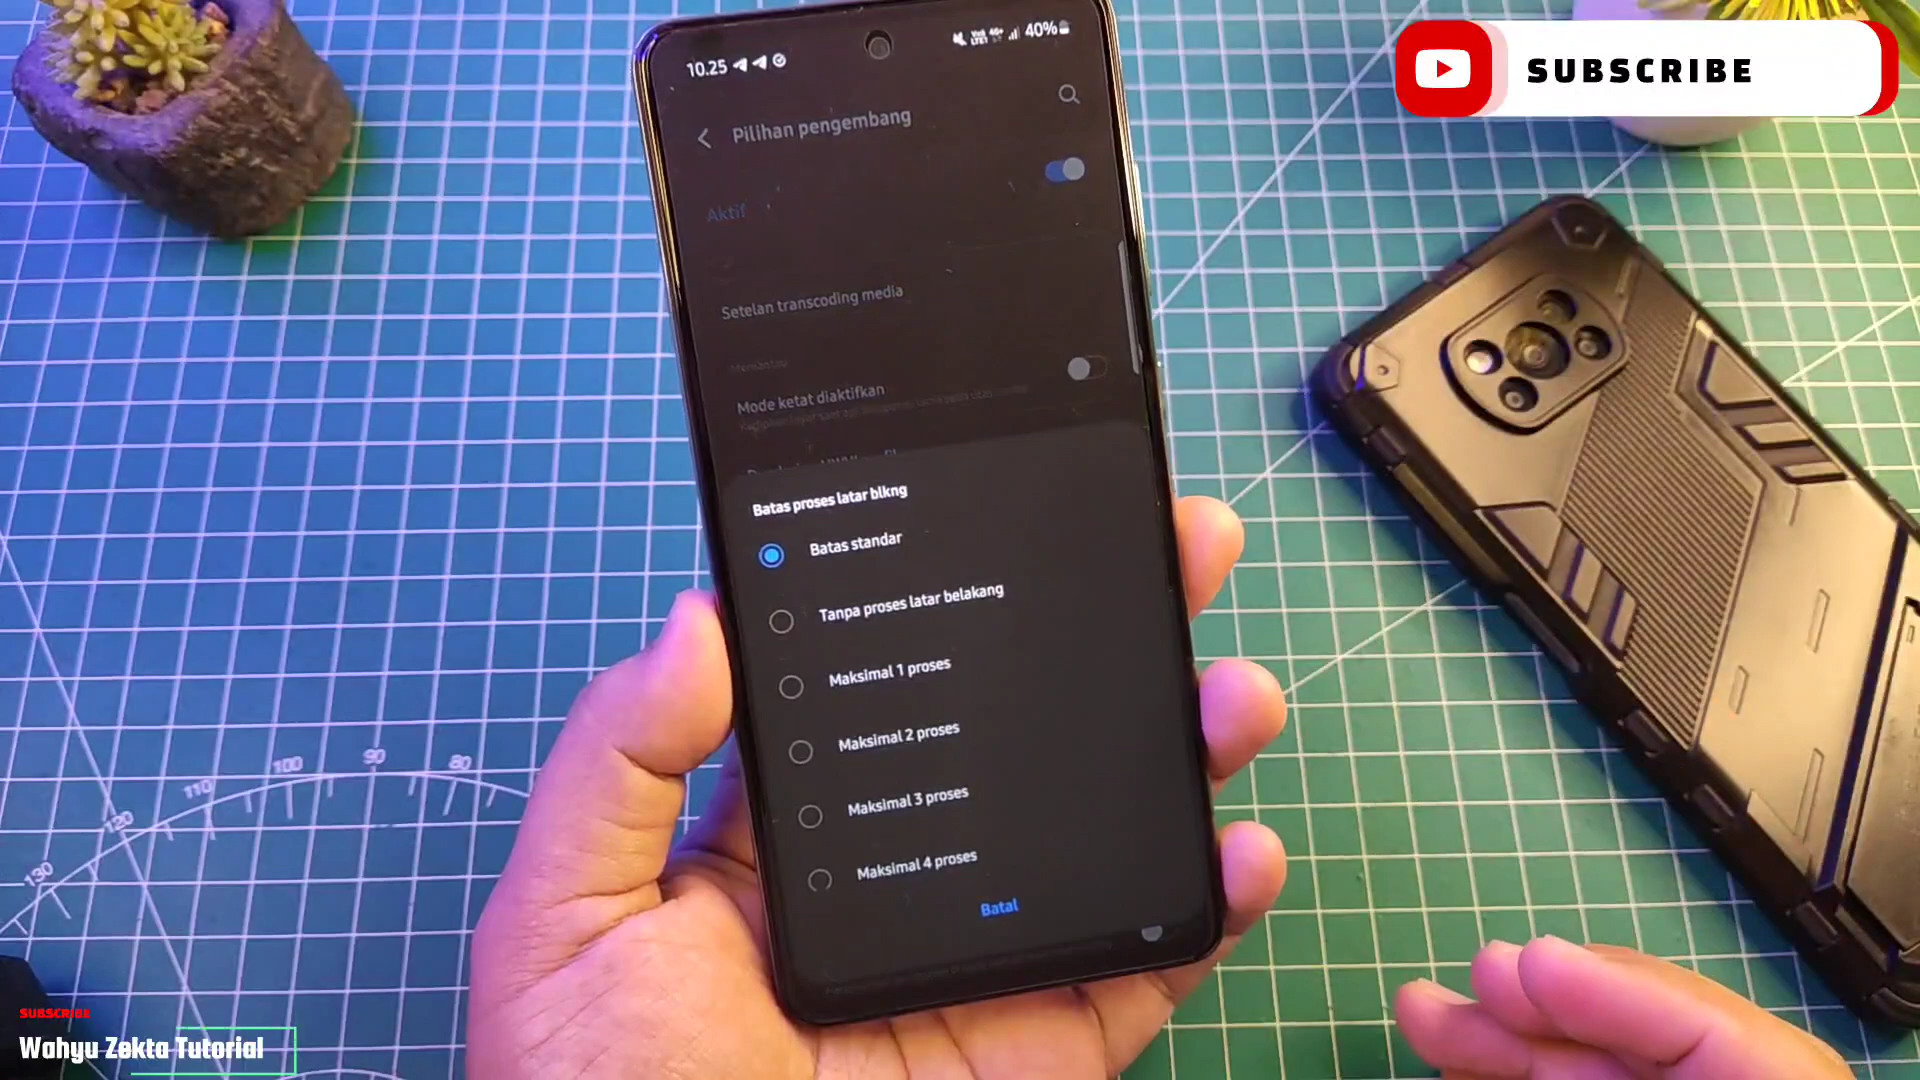 SUBSCRIBE
10.25
40%
Pilihan pengembang
Aktif
Setelan transcoding media
Memantau
Mode ketat diaktifkan
Batas proses latar blkng
Batas standar
Tanpa proses latar belakang
Maksimal 1 proses
Maksimal 2 proses
Maksimal 3 proses
Maksimal 4 proses
Batal
80
90
100
110
120
130
SUBSCRIBE
Wahyu Zekta Tutorial